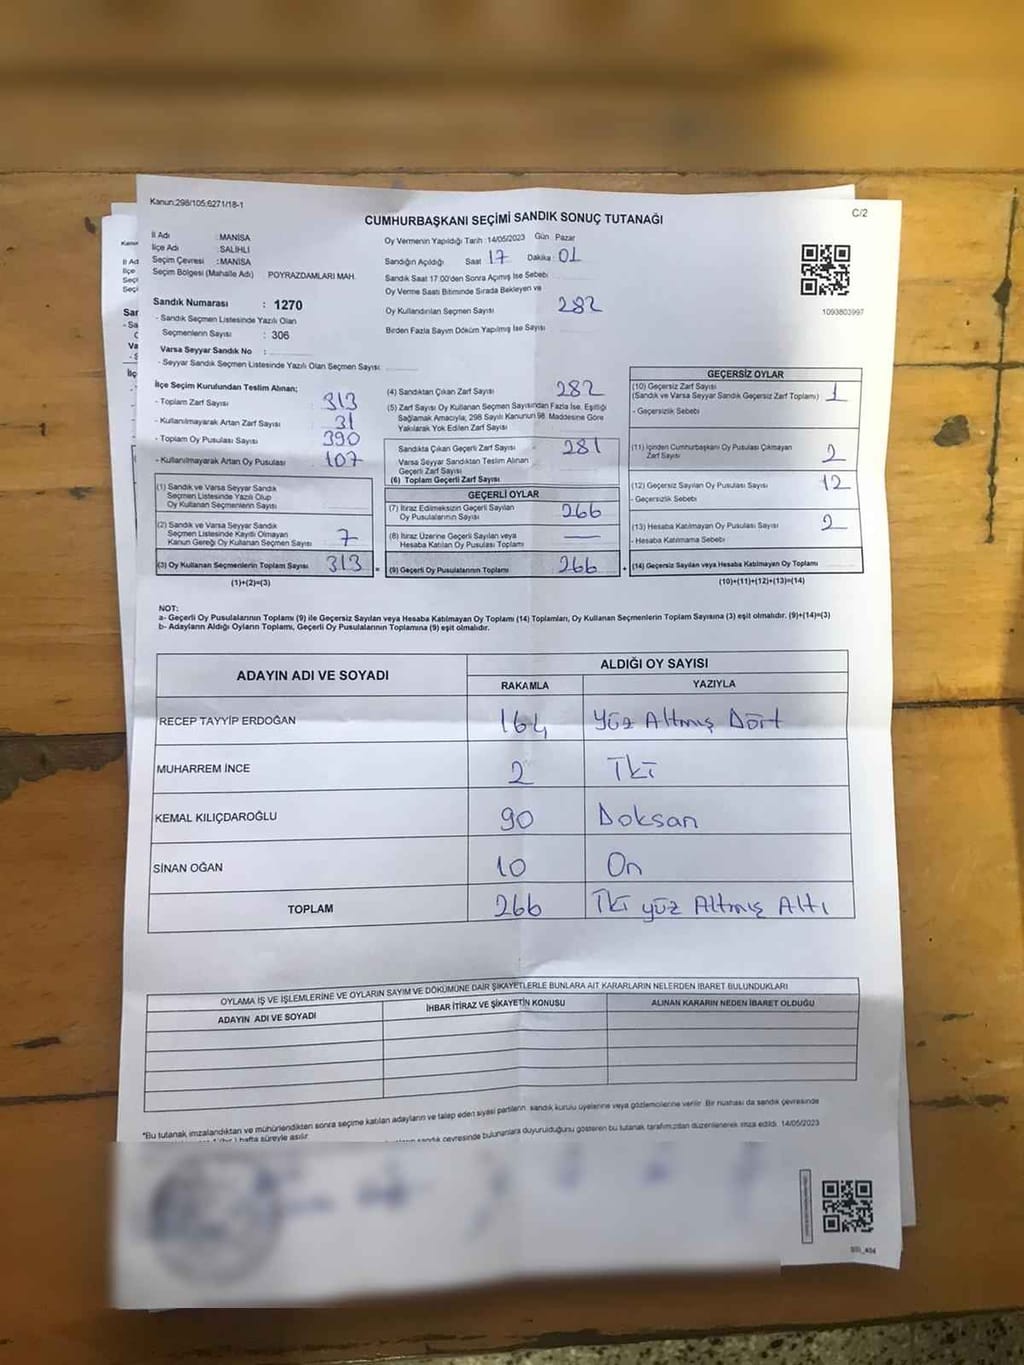 Kanun:298/105;6271/18-1
CUMHURBAŞKANI SEÇİMİ SANDIK SONUÇ TUTANAĞI
C/2
İl Adı : MANİSA
İlçe Adı : SALİHLİ
Seçim Çevresi : MANİSA
Seçim Bölgesi (Mahalle Adı) POYRAZDAMLARI MAH.
Oy Vermenin Yapıldığı Tarih :14/05/2023 Gün Pazar
Sandığın Açıldığı Saat 17 Dakika: 01
Sandık Saat 17:00'den Sonra Açımış İse Sebebi
Oy Verme Saati Bitiminde Sırada Bekleyen ve
Oy Kullandırılan Seçmen Sayısı 282
Birden Fazla Sayım Döküm Yapılmış İse Sayısı
1093803997
Sandık Numarası : 1270
- Sandık Seçmen Listesinde Yazılı Olan
Seçmenlerin Sayısı : 306
Varsa Seyyar Sandık No :
- Seyyar Sandık Seçmen Listesinde Yazılı Olan Seçmen Sayısı:
İlçe Seçim Kurulundan Teslim Alınan;
- Toplam Zarf Sayısı 313
- Kullanılmayarak Artan Zarf Sayısı 31
- Toplam Oy Pusulası Sayısı 390
- Kullanılmayarak Artan Oy Pusulası 107
(1) Sandık ve Varsa Seyyar Sandık
Seçmen Listesinde Yazılı Olup
Oy Kullanan Seçmen Sayısı
(2) Sandık ve Varsa Seyyar Sandık
Seçmen Listesinde Kayıtlı Olmayan
Kanun Gereği Oy Kullanan Seçmen Sayısı 7
(3) Oy Kullanan Seçmenlerin Toplam Sayısı 313
(1)+(2)=(3)
(4) Sandıktan Çıkan Zarf Sayısı 282
(5) Zarf Sayısı Oy Kullanan Seçmen Sayısından Fazla İse, Eşitliği
Sağlamak Amacıyla; 298 Sayılı Kanunun 98. Maddesine Göre
Yakılarak Yok Edilen Zarf Sayısı
Sandıkta Çıkan Geçerli Zarf Sayısı 281
Varsa Seyyar Sandıktan Teslim Alınan
Geçerli Zarf Sayısı
(6) Toplam Geçerli Zarf Sayısı
GEÇERLİ OYLAR
(7) İtiraz Edilmeksizin Geçerli Sayılan
Oy Pusulalarının Sayısı 266
(8) İtiraz Üzerine Geçerli Sayılan veya
Hesaba Katılan Oy Pusulası Toplamı —
(9) Geçerli Oy Pusulalarının Toplamı 266
GEÇERSİZ OYLAR
(10) Geçersiz Zarf Sayısı
(Sandık ve Varsa Seyyar Sandık Geçersiz Zarf Toplamı) 1
- Geçersizlik Sebebi
(11) İçinden Cumhurbaşkanı Oy Pusulası Çıkmayan
Zarf Sayısı 2
(12) Geçersiz Sayılan Oy Pusulası Sayısı 12
- Geçersizlik Sebebi
(13) Hesaba Katılmayan Oy Pusulası Sayısı 2
- Hesaba Katılmama Sebebi
(14) Geçersiz Sayılan veya Hesaba Katılmayan Oy Toplamı
(10)+(11)+(12)+(13)=(14)
NOT:
a- Geçerli Oy Pusulalarının Toplamı (9) ile Geçersiz Sayılan veya Hesaba Katılmayan Oy Toplamı (14) Toplamları, Oy Kullanan Seçmenlerin Toplam Sayısına (3) eşit olmalıdır. (9)+(14)=(3)
b- Adayların Aldığı Oyların Toplamı, Geçerli Oy Pusulalarının Toplamına (9) eşit olmalıdır.
ADAYIN ADI VE SOYADI ALDIĞI OY SAYISI
RAKAMLA YAZIYLA
RECEP TAYYİP ERDOĞAN 164 Yüz Altmış Dört
MUHARREM İNCE 2 İki
KEMAL KILIÇDAROĞLU 90 Doksan
SİNAN OĞAN 10 On
TOPLAM 266 İki yüz Altmış Altı
OYLAMA İŞ VE İŞLEMLERİNE VE OYLARIN SAYIM VE DÖKÜMÜNE DAİR ŞİKAYETLERLE BUNLARA AİT KARARLARIN NELERDEN İBARET BULUNDUKLARI
ADAYIN ADI VE SOYADI İHBAR İTİRAZ VE ŞİKAYETİN KONUSU ALINAN KARARIN NEDEN İBARET OLDUĞU
*Bu tutanak imzalandıktan ve mühürlendikten sonra seçime katılan adayların ve talep eden siyasi partilerin sandık kurulu üyelerine veya gözlemcilerine verilir. Bir nüshası da sandık çevresinde
hafta süreyle asılır
sandık çevresinde bulunanlara duyurulduğunu gösteren bu tutanak tarafımızdan düzenlenerek imza edildi. 14/05/2023